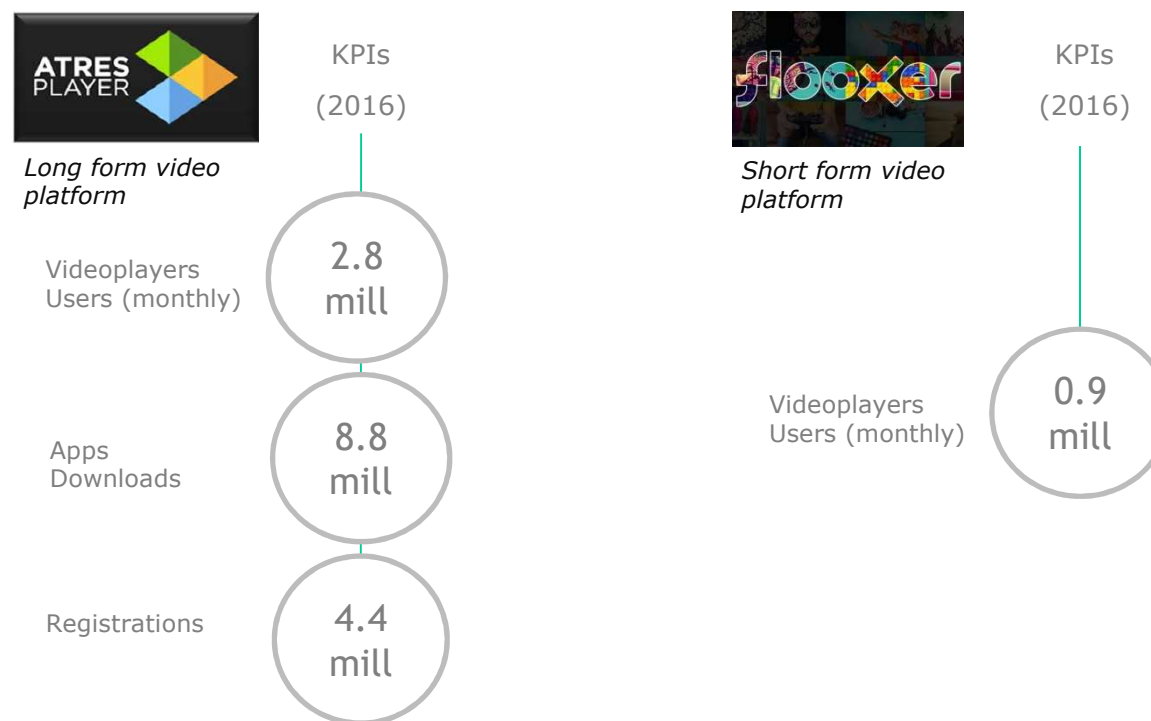 ATRES
PLAYER
Long form video
platform
KPIs
(2016)
Videoplayers
Users (monthly)
2.8
mill
Apps
Downloads
8.8
mill
Registrations
4.4
mill
flooxer
Short form video
platform
KPIs
(2016)
Videoplayers
Users (monthly)
0.9
mill